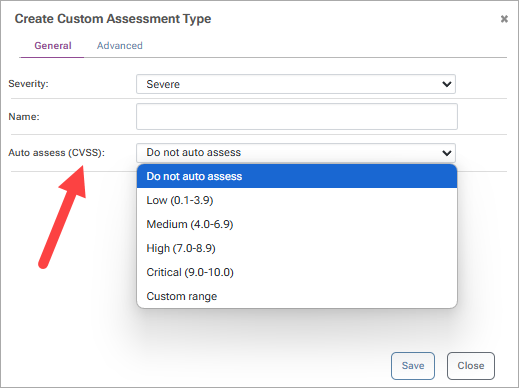 Create Custom Assessment Type
General Advanced
Severity: Severe
Name:
Auto assess (CVSS): Do not auto assess
Do not auto assess
Low (0.1-3.9)
Medium (4.0-6.9)
High (7.0-8.9)
Critical (9.0-10.0)
Custom range
Save Close